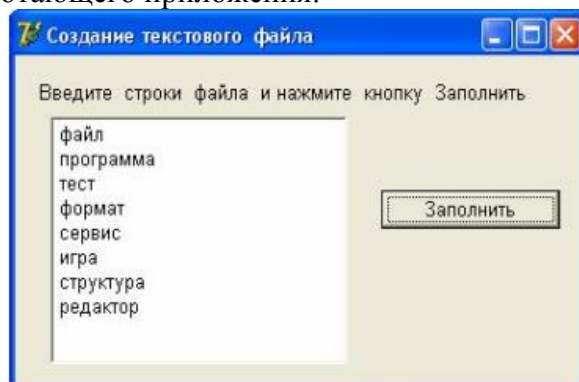 ботающего приложения.
Создание текстового файла
Введите строки файла и нажмите кнопку Заполнить
файл
программа
тест
формат
сервис
игра
структура
редактор
Заполнить